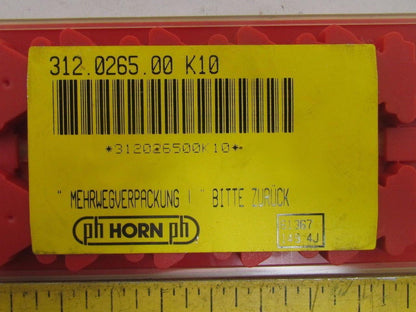 312.0265.00 K10
*312026500K10*
" MEHRWEGVERPACKUNG ! " BITTE ZURÜCK
ph HORN ph